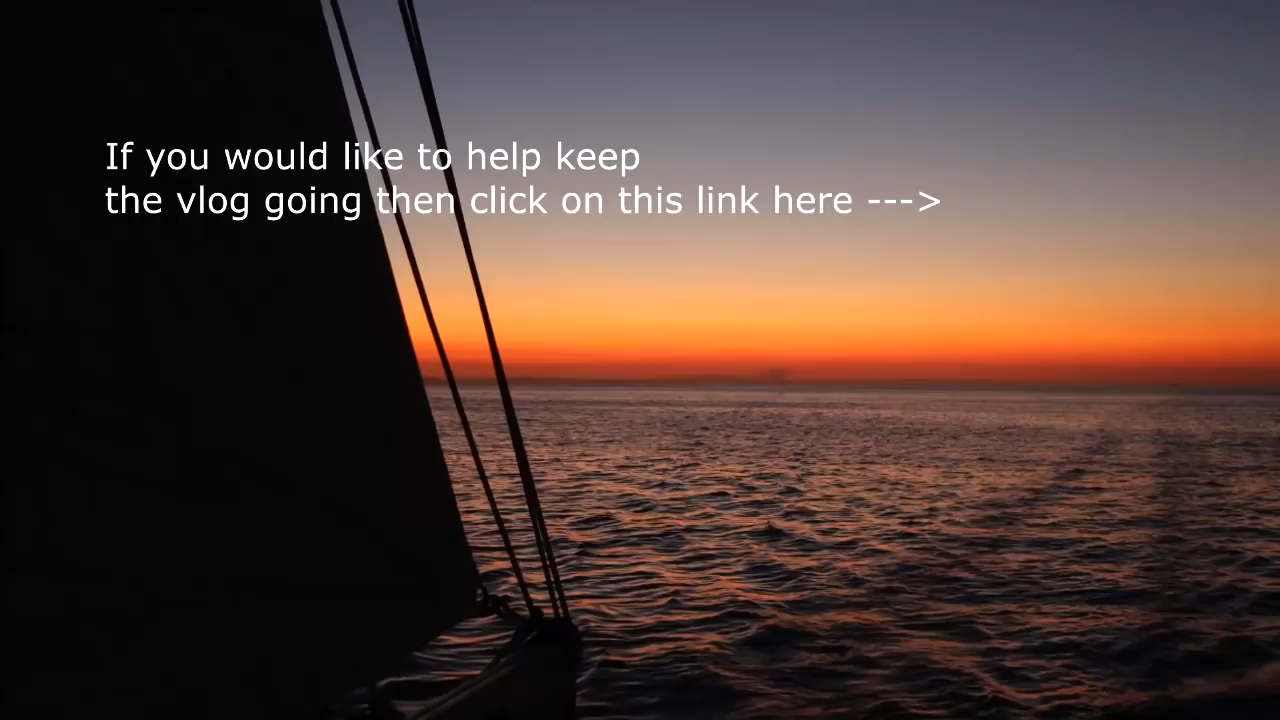 If you would like to help keep
the vlog going then click on this link here --->